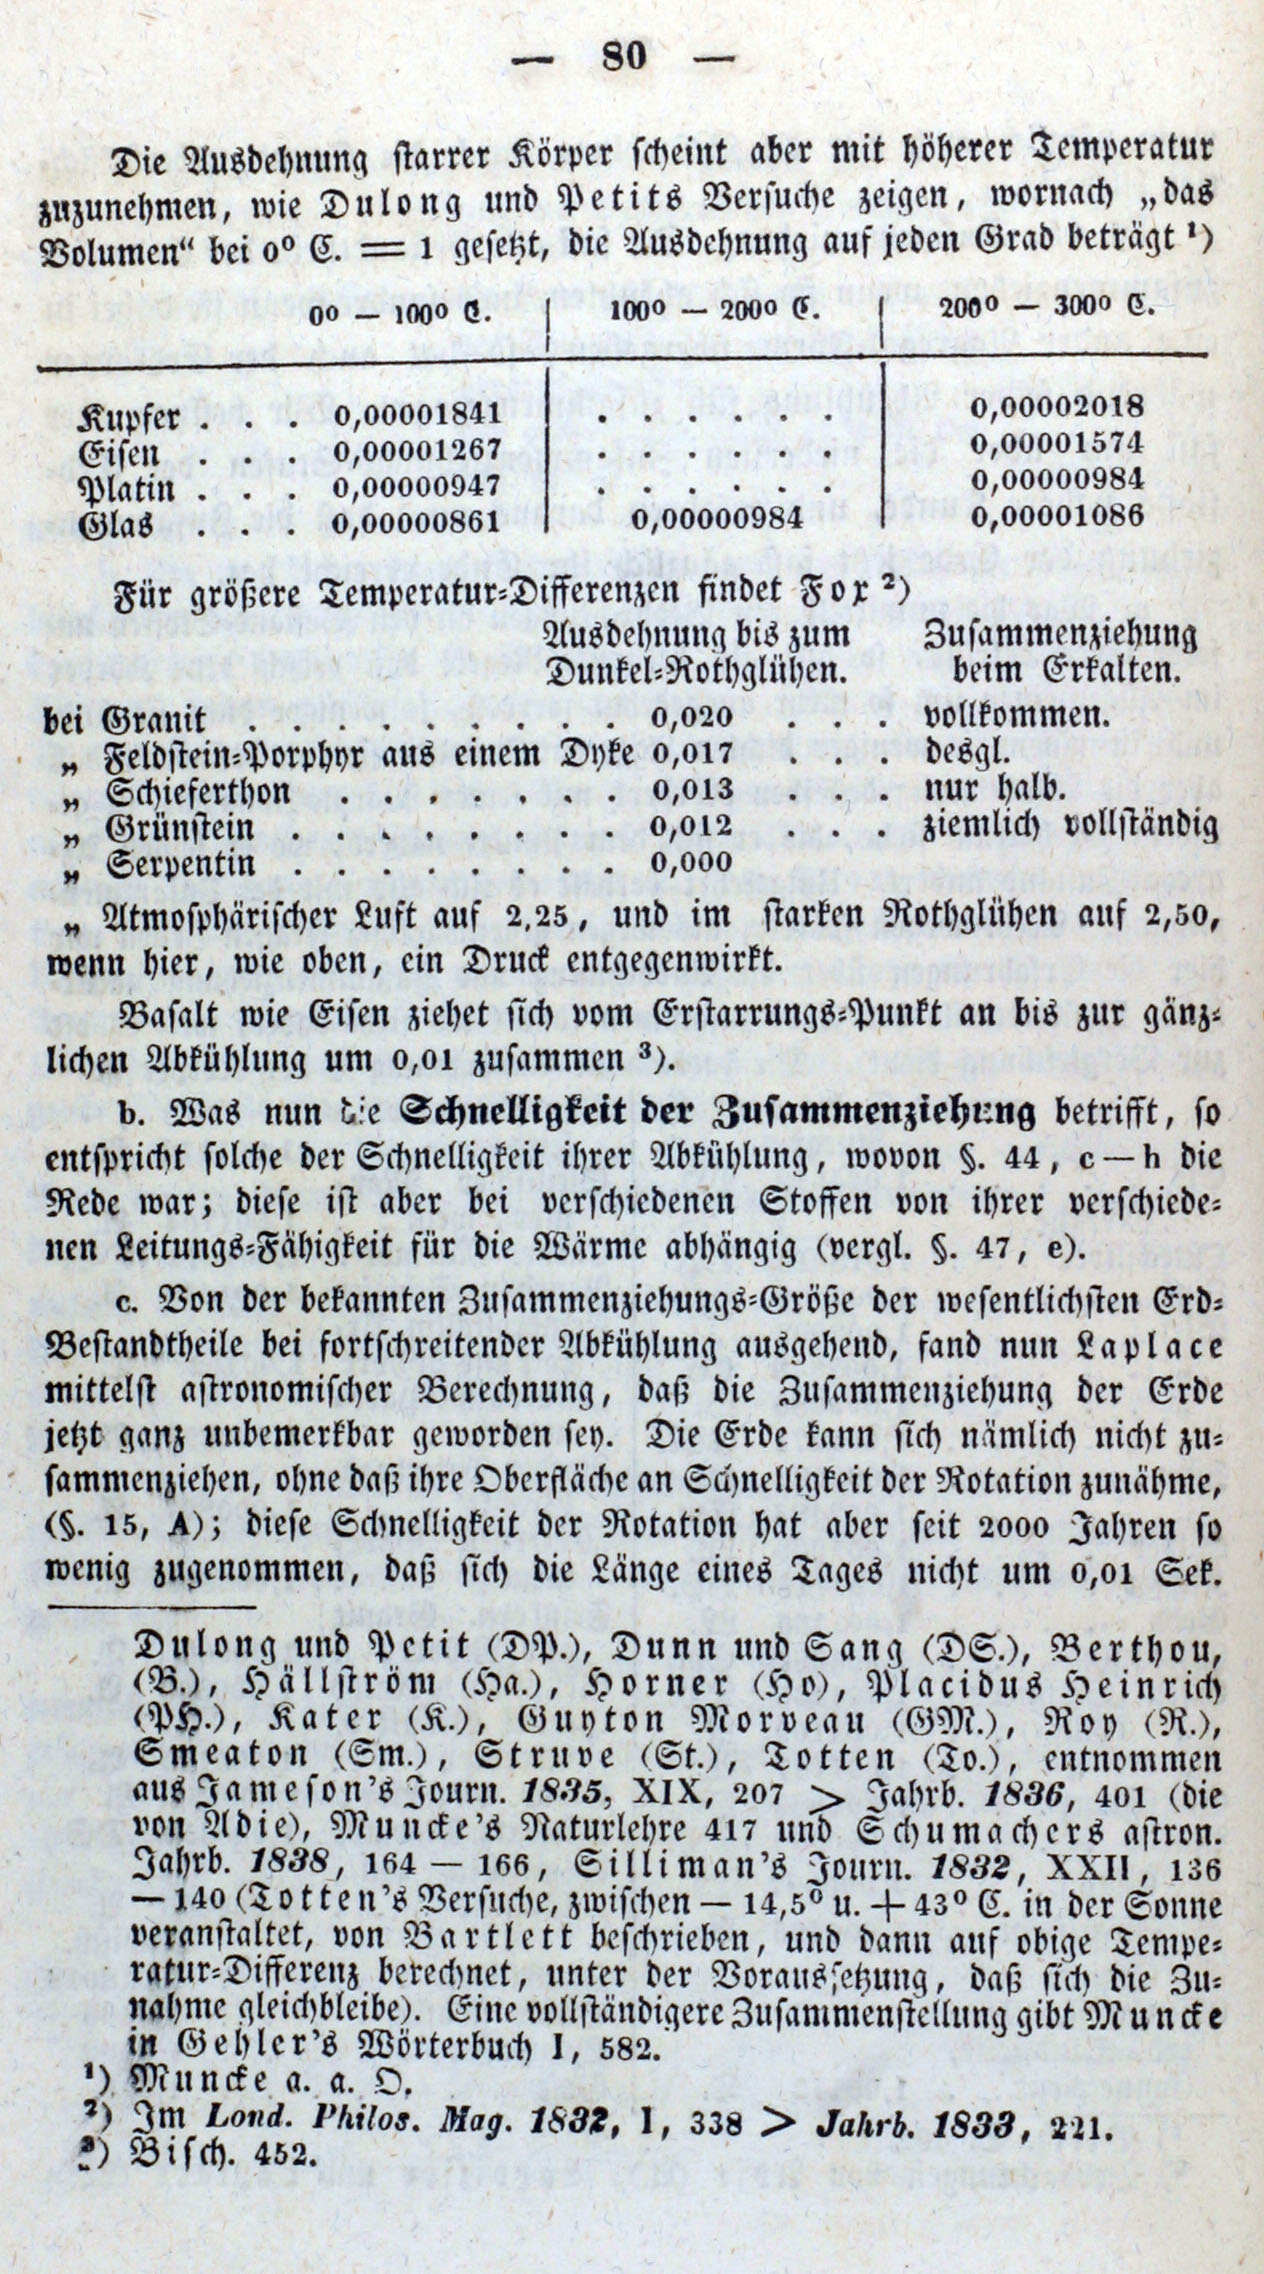 — 80 —
Die Ausdehnung starrer Körper scheint aber mit höherer Temperatur
zuzunehmen, wie Dulong und Petits Versuche zeigen, wornach „das
Volumen“ bei 0⁰ C. = 1 gesetzt, die Ausdehnung auf jeden Grad beträgt ¹)
0⁰ — 100⁰ C. | 100⁰ — 200⁰ C. | 200⁰ — 300⁰ C.
Kupfer . . . 0,00001841 | . . . . . . | 0,00002018
Eisen . . . 0,00001267 | . . . . . . | 0,00001574
Platin . . . 0,00000947 | . . . . . . | 0,00000984
Glas . . . 0,00000861 | 0,00000984 | 0,00001086
Für größere Temperatur-Differenzen findet Fox ²)
Ausdehnung bis zum Zusammenziehung
Dunkel-Rothglühen. beim Erkalten.
bei Granit . . . . . . . . . 0,020 . . . vollkommen.
„ Feldstein-Porphyr aus einem Dyke 0,017 . . . desgl.
„ Schieferthon . . . . . . . 0,013 . . . nur halb.
„ Grünstein . . . . . . . . 0,012 . . . ziemlich vollständig
„ Serpentin . . . . . . . . 0,000
„ Atmosphärischer Luft auf 2,25, und im starken Rothglühen auf 2,50,
wenn hier, wie oben, ein Druck entgegenwirkt.
Basalt wie Eisen ziehet sich vom Erstarrungs-Punkt an bis zur gänz-
lichen Abkühlung um 0,01 zusammen ³).
b. Was nun die Schnelligkeit der Zusammenziehung betrifft, so
entspricht solche der Schnelligkeit ihrer Abkühlung, wovon §. 44, c — h die
Rede war; diese ist aber bei verschiedenen Stoffen von ihrer verschiede-
nen Leitungs-Fähigkeit für die Wärme abhängig (vergl. §. 47, e).
c. Von der bekannten Zusammenziehungs-Größe der wesentlichsten Erd-
Bestandtheile bei fortschreitender Abkühlung ausgehend, fand nun Laplace
mittelst astronomischer Berechnung, daß die Zusammenziehung der Erde
jetzt ganz unbemerkbar geworden sey. Die Erde kann sich nämlich nicht zu-
sammenziehen, ohne daß ihre Oberfläche an Schnelligkeit der Rotation zunähme,
(§. 15, A); diese Schnelligkeit der Rotation hat aber seit 2000 Jahren so
wenig zugenommen, daß sich die Länge eines Tages nicht um 0,01 Sek.
Dulong und Petit (DP.), Dunn und Sang (DS.), Berthou,
(B.), Hällström (Ha.), Horner (Ho), Placidus Heinrich
(PH.), Kater (K.), Guyton Morveau (GM.), Roy (R.),
Smeaton (Sm.), Struve (St.), Totten (To.), entnommen
aus Jameson's Journ. 1835, XIX, 207 > Jahrb. 1836, 401 (die
von Adie), Muncke's Naturlehre 417 und Schumachers astron.
Jahrb. 1838, 164 — 166, Silliman's Journ. 1832, XXII, 136
— 140 (Totten's Versuche, zwischen — 14,5⁰ u. + 43⁰ C. in der Sonne
veranstaltet, von Bartlett beschrieben, und dann auf obige Tempe-
ratur-Differenz berechnet, unter der Voraussetzung, daß sich die Zu-
nahme gleichbleibe). Eine vollständigere Zusammenstellung gibt Muncke
in Gehler's Wörterbuch I, 582.
¹) Muncke a. a. O.
²) Im Lond. Philos. Mag. 1832, I, 338 > Jahrb. 1833, 221.
³) Bisch. 452.